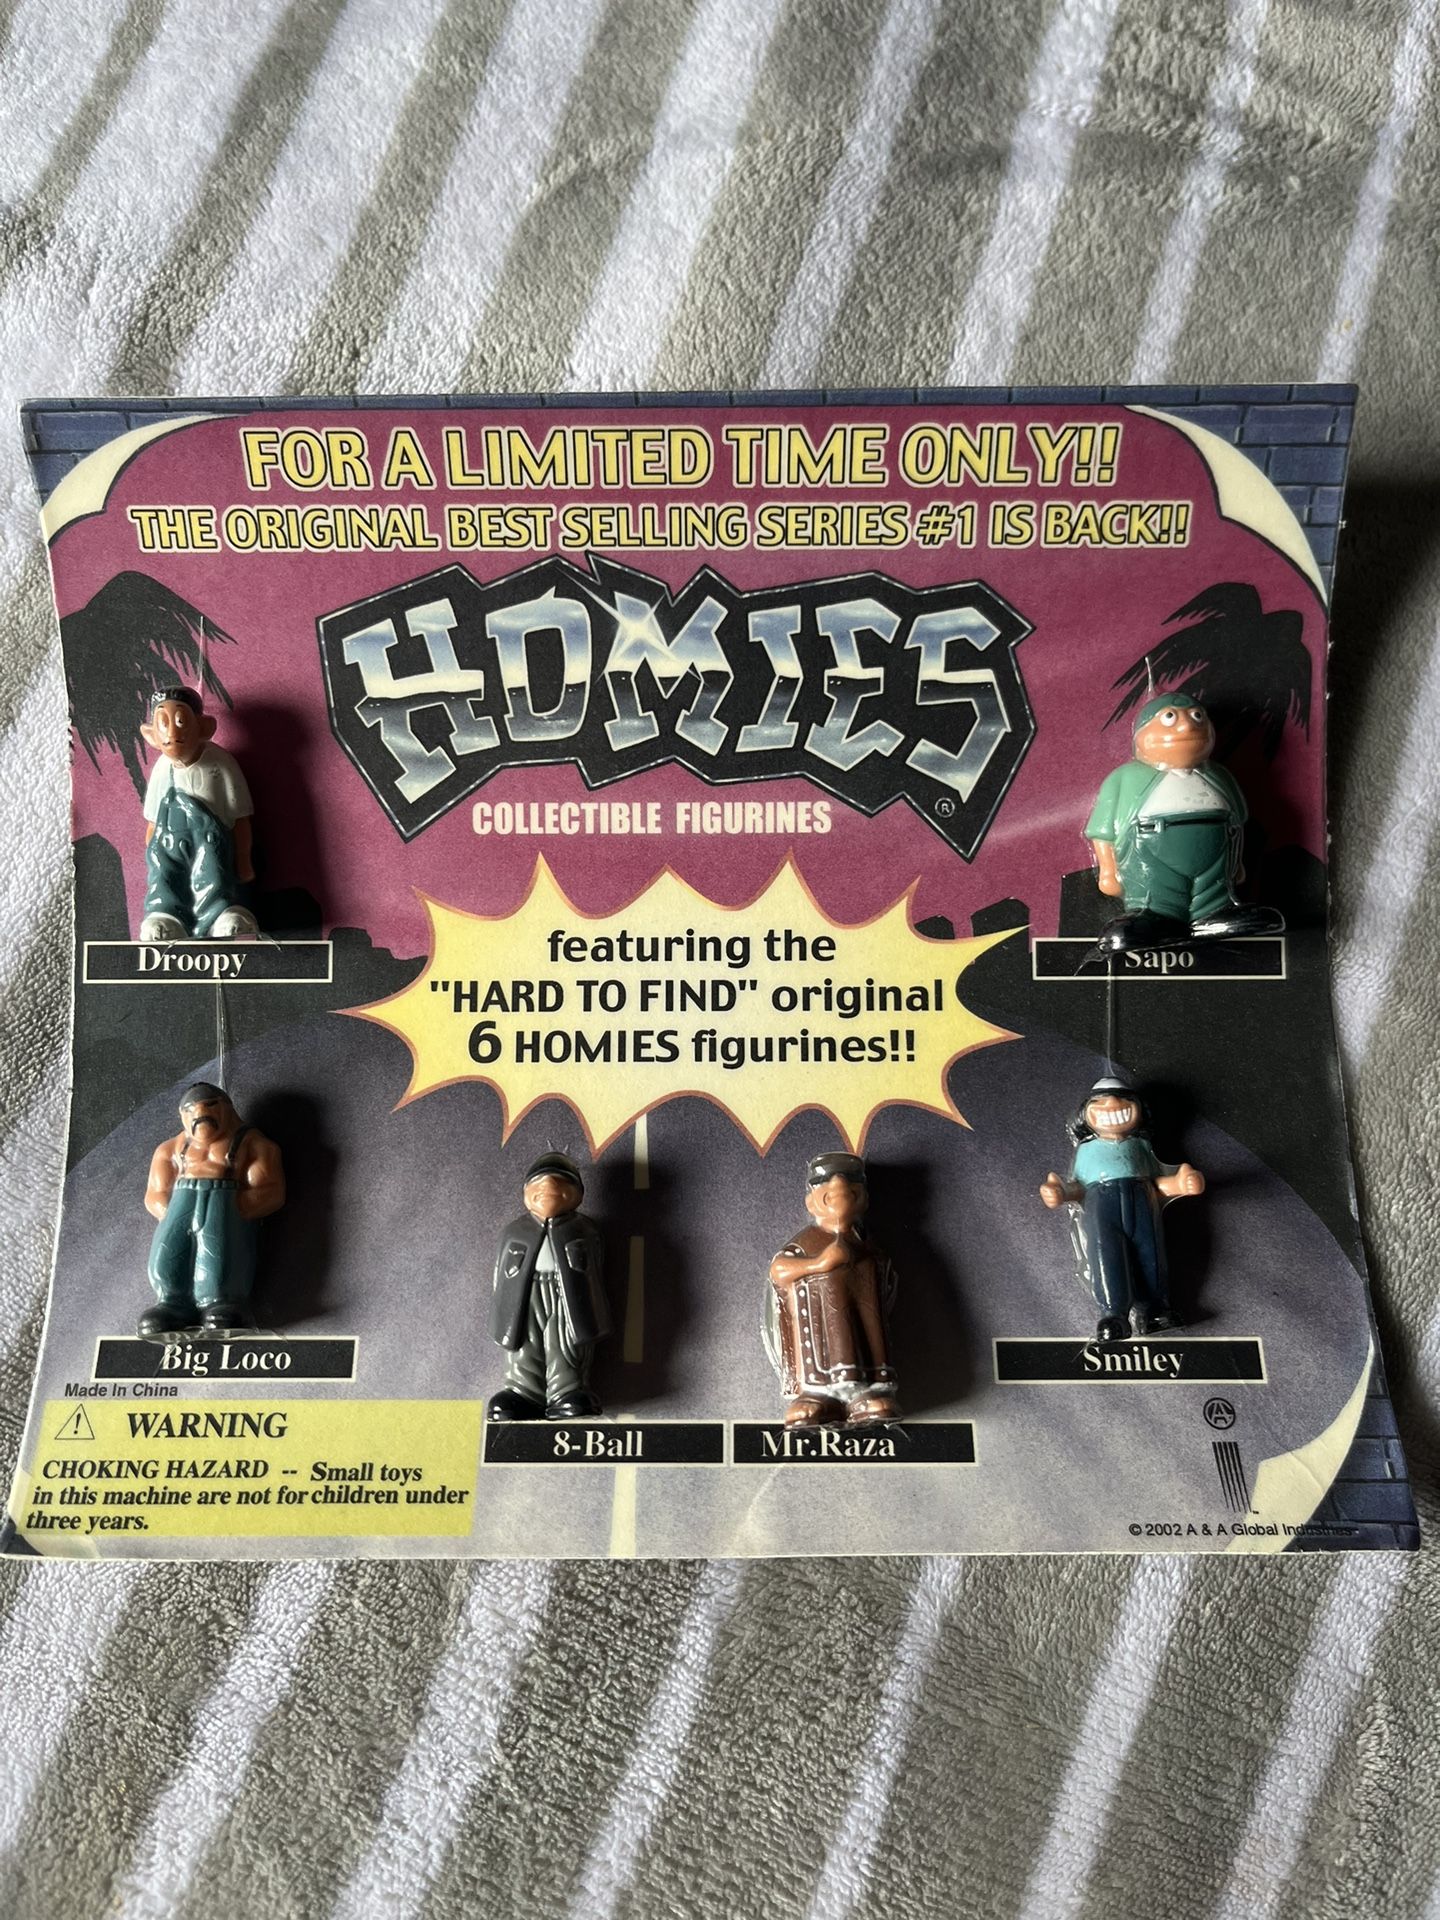 FOR A LIMITED TIME ONLY!!
THE ORIGINAL BEST SELLING SERIES #1 IS BACK!!
HOMIES ®
COLLECTIBLE FIGURINES
featuring the
"HARD TO FIND" original
6 HOMIES figurines!!
Droopy
Sapo
Big Loco
Smiley
8-Ball
Mr.Raza
Made In China
WARNING
CHOKING HAZARD -- Small toys
in this machine are not for children under
three years.
© 2002 A & A Global Industries